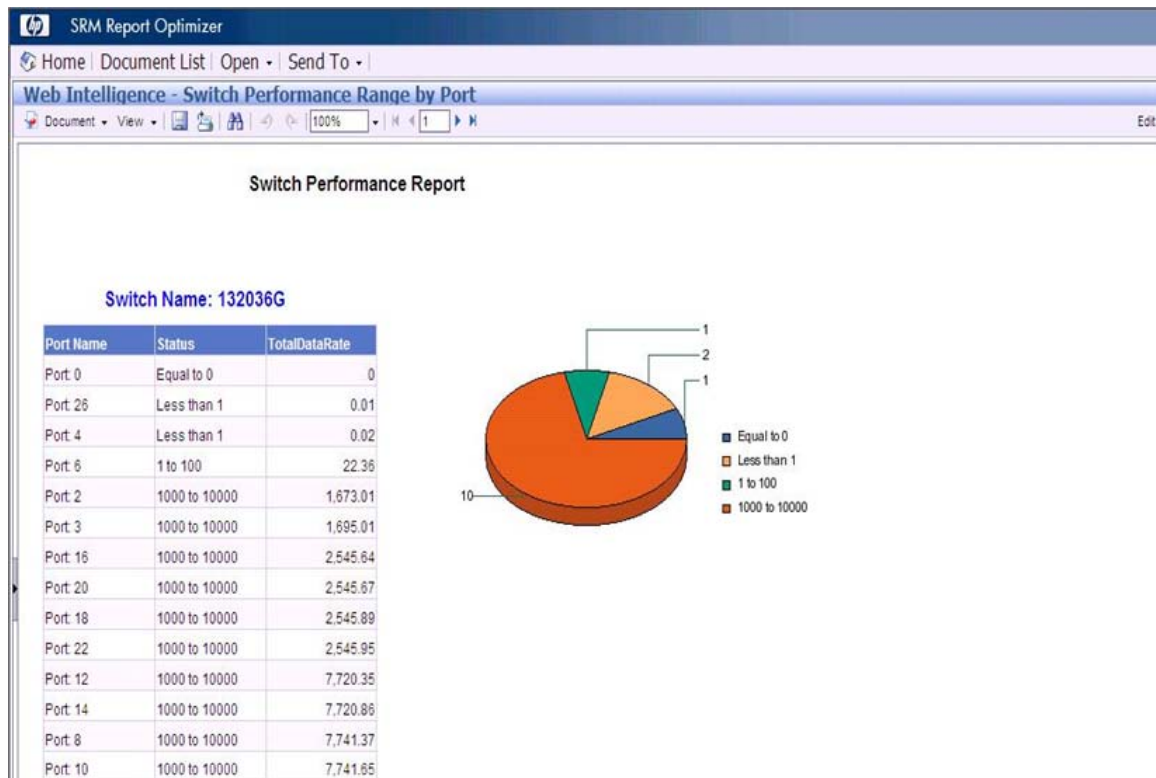 hp SRM Report Optimizer
Home | Document List | Open | Send To |
Web Intelligence - Switch Performance Range by Port
Document View 100% 1 Edit
Switch Performance Report
Switch Name: 132036G
Port Name Status TotalDataRate
Port: 0 Equal to 0 0
Port: 26 Less than 1 0.01
Port: 4 Less than 1 0.02
Port: 6 1 to 100 22.36
Port: 2 1000 to 10000 1,673.01
Port: 3 1000 to 10000 1,695.01
Port: 16 1000 to 10000 2,545.64
Port: 20 1000 to 10000 2,545.67
Port: 18 1000 to 10000 2,545.89
Port: 22 1000 to 10000 2,545.95
Port: 12 1000 to 10000 7,720.35
Port: 14 1000 to 10000 7,720.86
Port: 8 1000 to 10000 7,741.37
Port: 10 1000 to 10000 7,741.65
1
2
1
10
Equal to 0
Less than 1
1 to 100
1000 to 10000